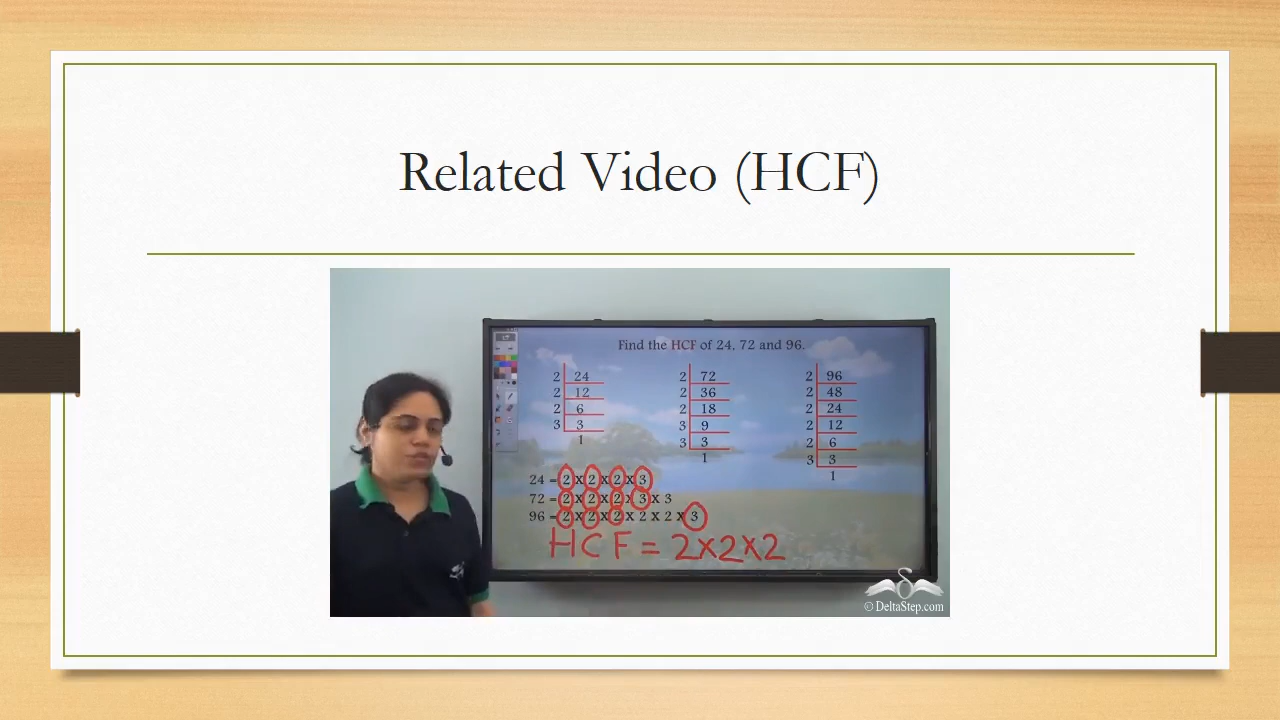 Related Video (HCF)
Find the HCF of 24, 72 and 96.
2 24
2 12
2 6
3 3
1
2 72
2 36
2 18
3 9
3 3
1
2 96
2 48
2 24
2 12
2 6
3 3
1
24 = 2 x 2 x 2 x 3
72 = 2 x 2 x 2 x 3 x 3
96 = 2 x 2 x 2 x 2 x 2 x 3
HCF = 2x2x2
© DeltaStep.com